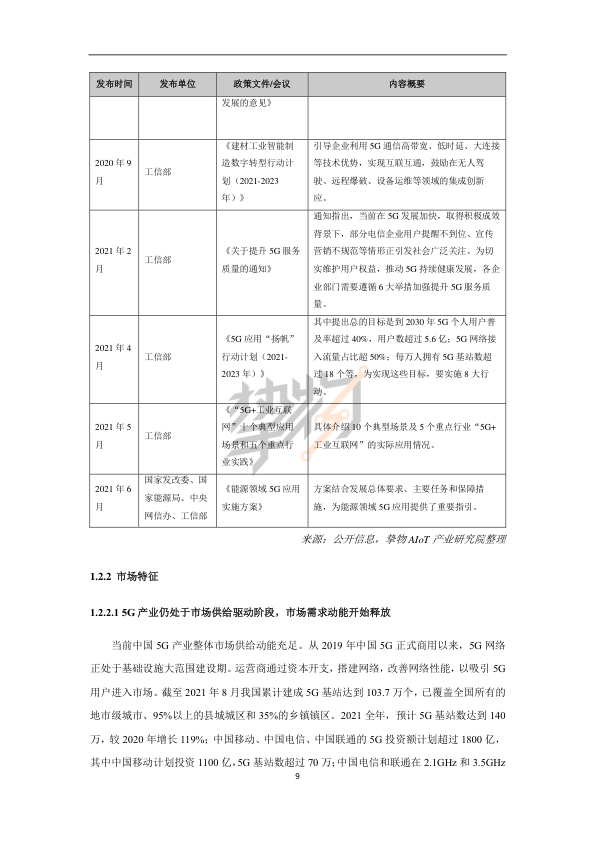 发布时间 发布单位 政策文件/会议 内容概要
发展的意见》
2020 年 9
月
工信部
《建材工业智能制
造数字转型行动计
划（2021-2023
年）》
引导企业利用 5G 通信高带宽、低时延、大连接
等技术优势，实现互联互通，鼓励在无人驾
驶、远程爆破、设备运维等领域的集成创新
应。
2021 年 2
月
工信部
《关于提升 5G 服务
质量的通知》
通知指出，当前在 5G 发展加快，取得积极成效
背景下，部分电信企业用户提醒不到位、宣传
营销不规范等情形正引发社会广泛关注。为切
实维护用户权益，推动 5G 持续健康发展，各企
业部门需要遵循 6 大举措加强提升 5G 服务质
量。
2021 年 4
月
工信部
《5G 应用“扬帆”
行动计划（2021-
2023 年）》
其中提出总的目标是到 2030 年 5G 个人用户普
及率超过 40%，用户数超过 5.6 亿；5G 网络接
入流量占比超 50%；每万人拥有 5G 基站数超
过 18 个等，为实现这些目标，要实施 8 大行
动。
2021 年 5
月
工信部
《“5G+工业互联
网”十个典型应用
场景和五个重点行
业实践》
具体介绍 10 个典型场景及 5 个重点行业“5G+
工业互联网”的实际应用情况。
2021 年 6
月
国家发改委、国
家能源局、中央
网信办、工信部
《能源领域 5G 应用
实施方案》
方案结合发展总体要求、主要任务和保障措
施，为能源领域 5G 应用提供了重要指引。
挚物
来源：公开信息，挚物 AIoT 产业研究院整理
1.2.2 市场特征
1.2.2.1 5G 产业仍处于市场供给驱动阶段，市场需求动能开始释放
当前中国 5G 产业整体市场供给动能充足。从 2019 年中国 5G 正式商用以来，5G 网络
正处于基础设施大范围建设期。运营商通过资本开支，搭建网络，改善网络性能，以吸引 5G
用户进入市场。截至 2021 年 8 月我国累计建成 5G 基站达到 103.7 万个，已覆盖全国所有的
地市级城市、95%以上的县城城区和 35%的乡镇镇区。2021 全年，预计 5G 基站数达到 140
万，较 2020 年增长 119%；中国移动、中国电信、中国联通的 5G 投资额计划超过 1800 亿，
其中中国移动计划投资 1100 亿，5G 基站数超过 70 万；中国电信和联通在 2.1GHz 和 3.5GHz
9